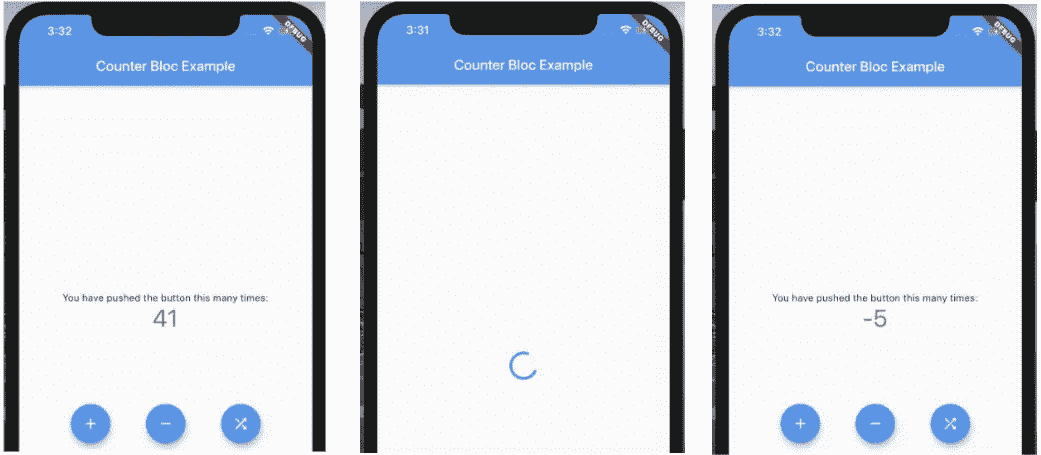 3:32
DEBUG
Counter Bloc Example
You have pushed the button this many times:
41
3:31
DEBUG
Counter Bloc Example
3:32
DEBUG
Counter Bloc Example
You have pushed the button this many times:
-5